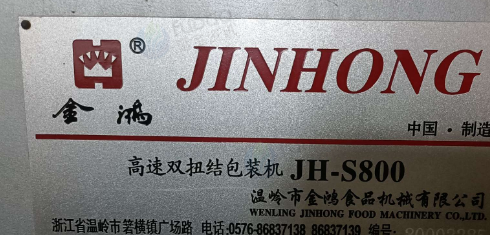 ® JINHONG
金鸿
中国·制造
高速双扭结包装机 JH-S800
温岭市金鸿食品机械有限公司
WENLING JINHONG FOOD MACHINERY CO.,LTD.
浙江省温岭市箬横镇广场路 电话:0576-86837138 86837139 编号: